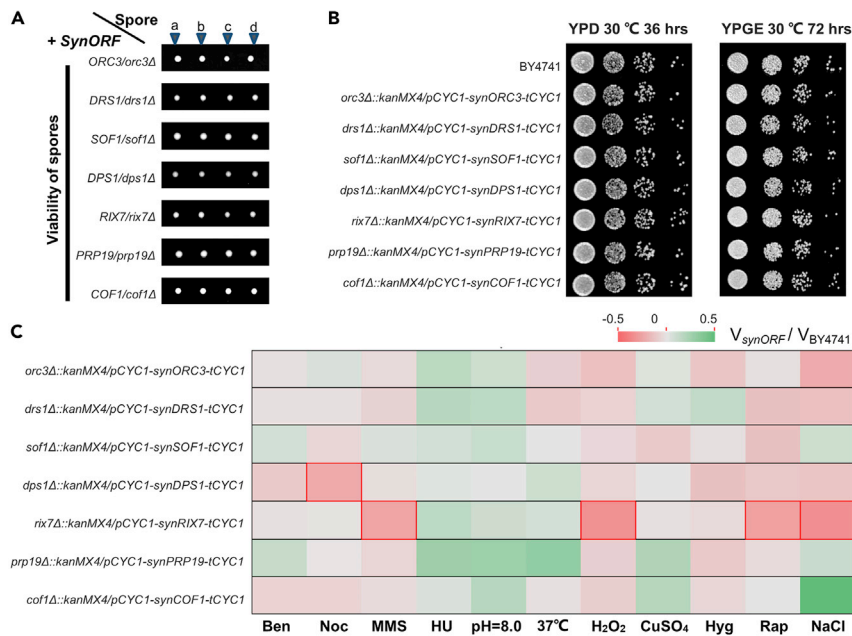 A
Spore
+ SynORF
a b c d
Viability of spores
ORC3/orc3Δ
DRS1/drs1Δ
SOF1/sof1Δ
DPS1/dps1Δ
RIX7/rix7Δ
PRP19/prp19Δ
COF1/cof1Δ
B
YPD 30 ℃ 36 hrs YPGE 30 ℃ 72 hrs
BY4741
orc3Δ::kanMX4/pCYC1-synORC3-tCYC1
drs1Δ::kanMX4/pCYC1-synDRS1-tCYC1
sof1Δ::kanMX4/pCYC1-synSOF1-tCYC1
dps1Δ::kanMX4/pCYC1-synDPS1-tCYC1
rix7Δ::kanMX4/pCYC1-synRIX7-tCYC1
prp19Δ::kanMX4/pCYC1-synPRP19-tCYC1
cof1Δ::kanMX4/pCYC1-synCOF1-tCYC1
C
-0.5 0 0.5
VsynORF / VBY4741
orc3Δ::kanMX4/pCYC1-synORC3-tCYC1
drs1Δ::kanMX4/pCYC1-synDRS1-tCYC1
sof1Δ::kanMX4/pCYC1-synSOF1-tCYC1
dps1Δ::kanMX4/pCYC1-synDPS1-tCYC1
rix7Δ::kanMX4/pCYC1-synRIX7-tCYC1
prp19Δ::kanMX4/pCYC1-synPRP19-tCYC1
cof1Δ::kanMX4/pCYC1-synCOF1-tCYC1
Ben Noc MMS HU pH=8.0 37℃ H₂O₂ CuSO₄ Hyg Rap NaCl